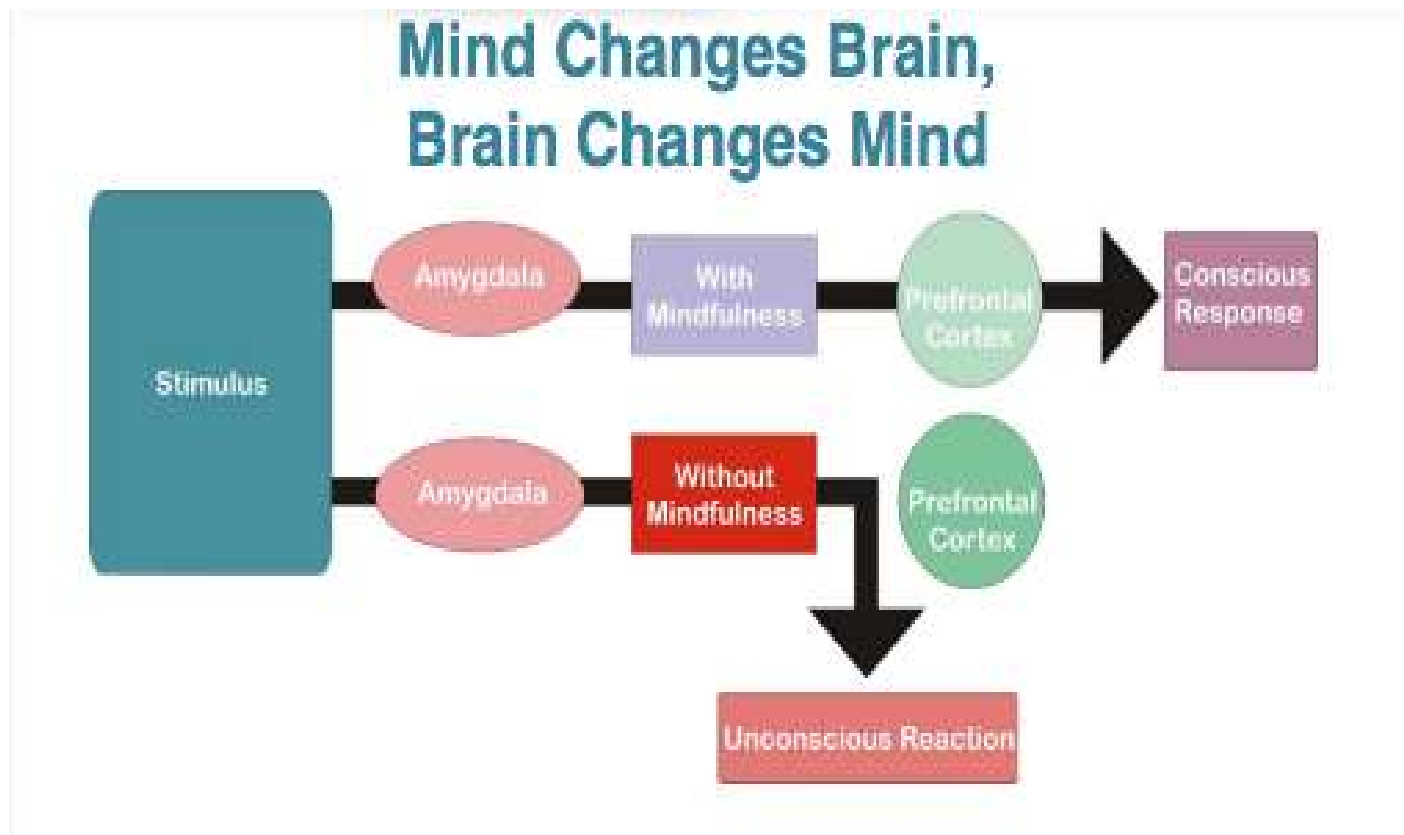 Mind Changes Brain,
Brain Changes Mind
Stimulus
Amygdala
With
Mindfulness
Prefrontal
Cortex
Conscious
Response
Amygdala
Without
Mindfulness
Prefrontal
Cortex
Unconscious Reaction